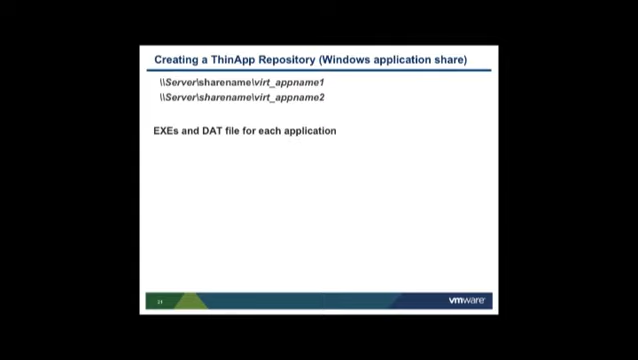 Creating a ThinApp Repository (Windows application share)
\\Server\sharename\virt_appname1
\\Server\sharename\virt_appname2
EXEs and DAT file for each application
vmware